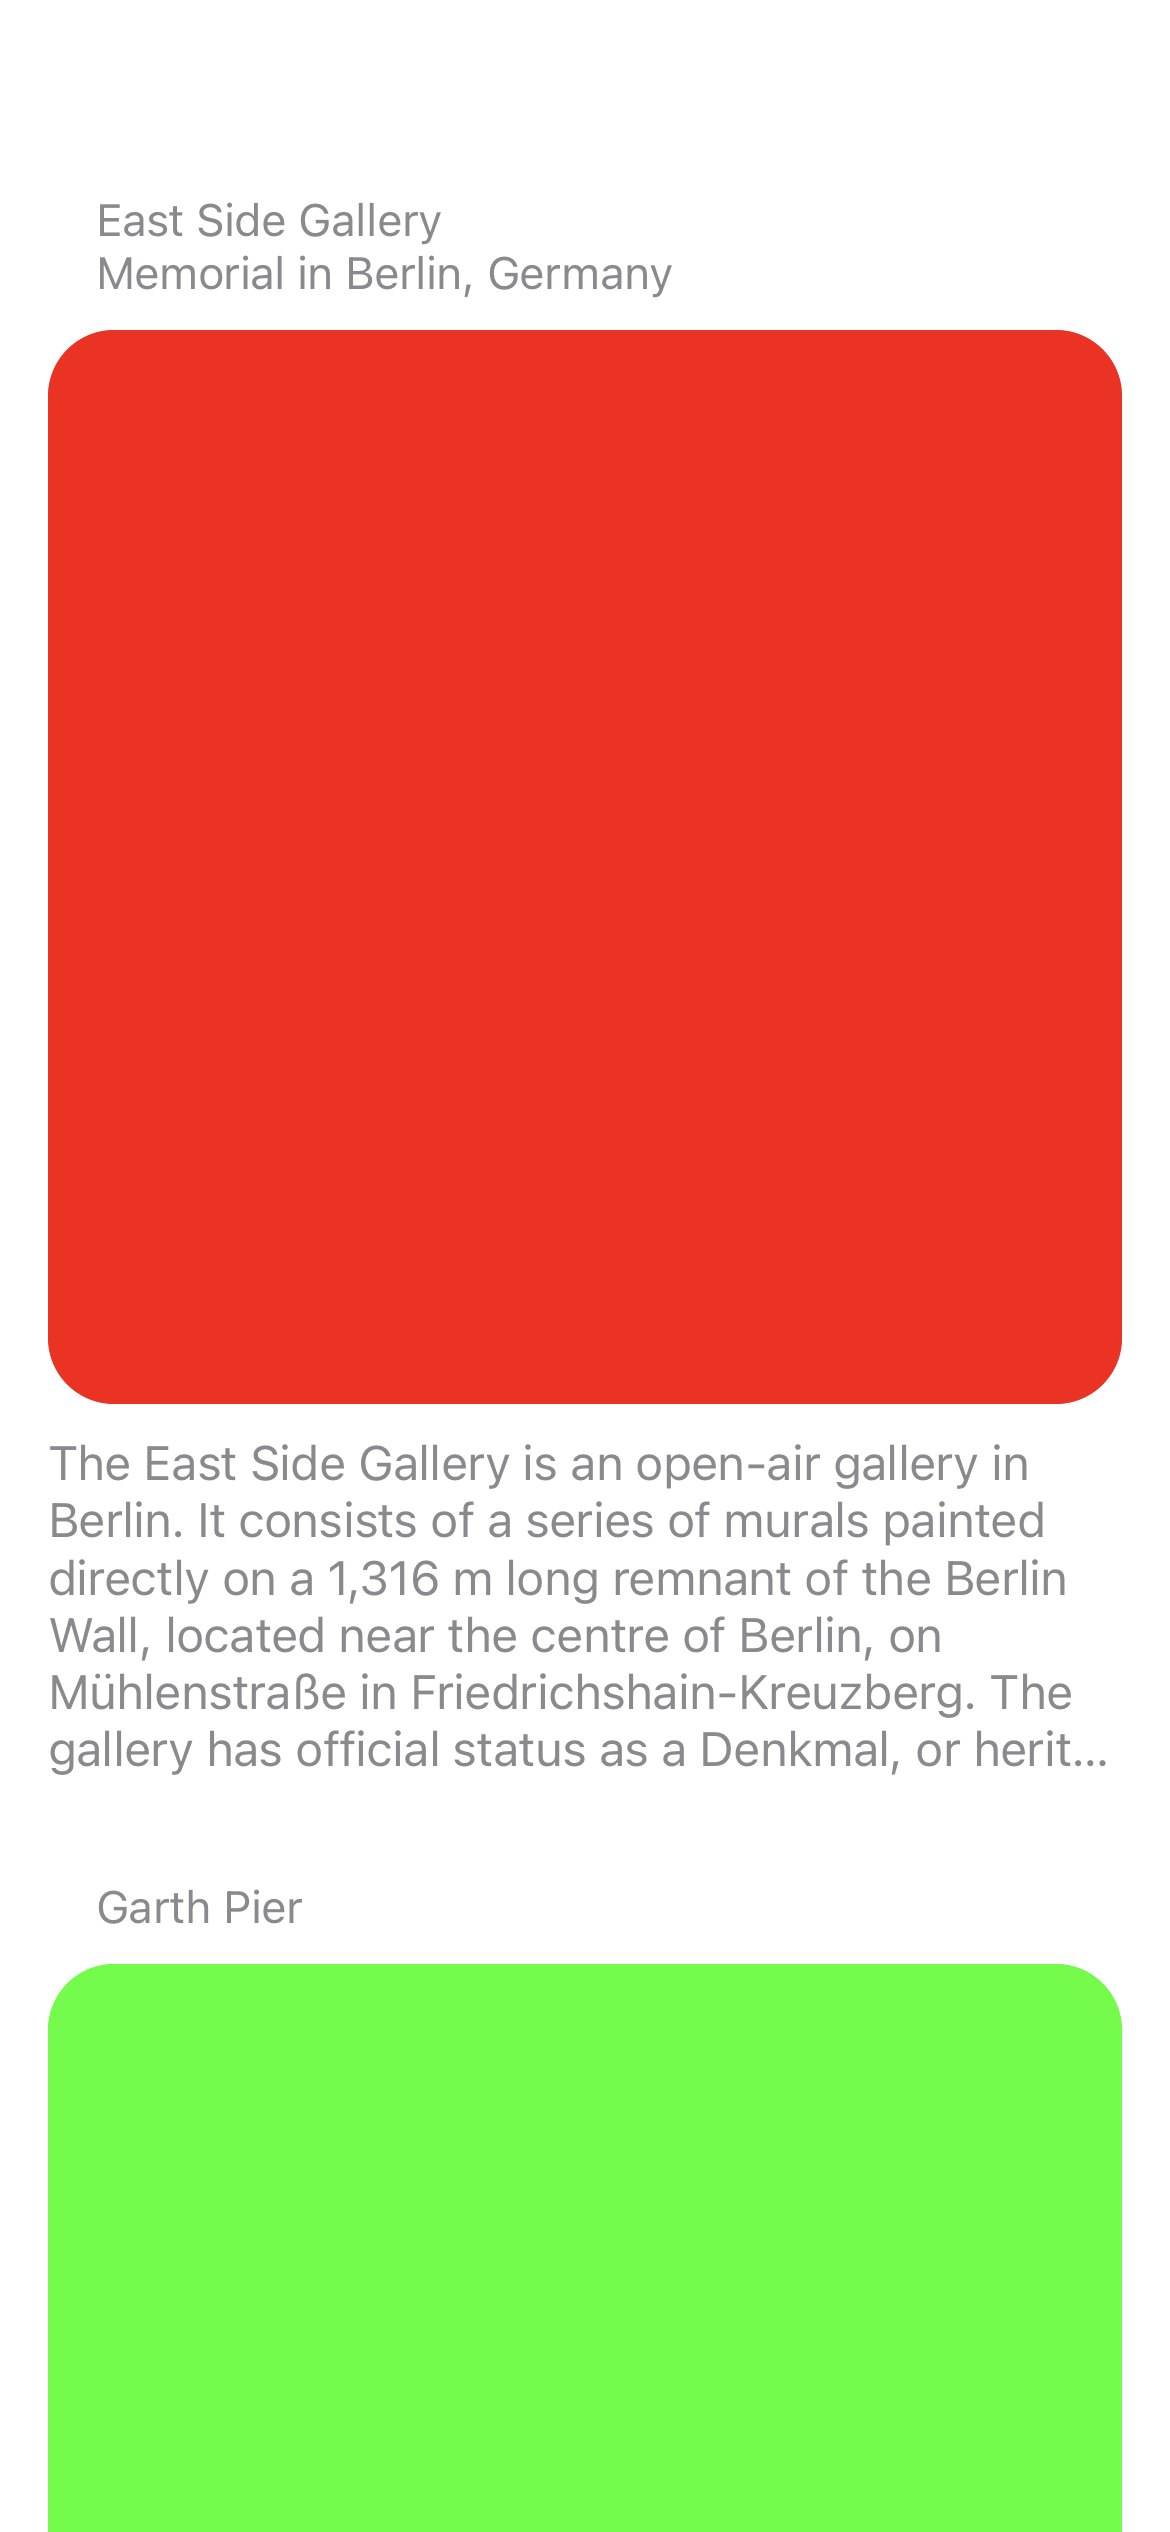 East Side Gallery
Memorial in Berlin, Germany
The East Side Gallery is an open-air gallery in
Berlin. It consists of a series of murals painted
directly on a 1,316 m long remnant of the Berlin
Wall, located near the centre of Berlin, on
Mühlenstraße in Friedrichshain-Kreuzberg. The
gallery has official status as a Denkmal, or herit...
Garth Pier